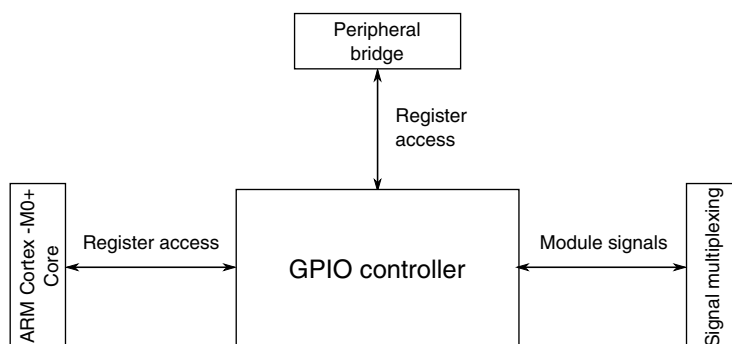 Peripheral
bridge
Register
access
ARM Cortex -M0+
Core
Register access
GPIO controller
Module signals
Signal multiplexing